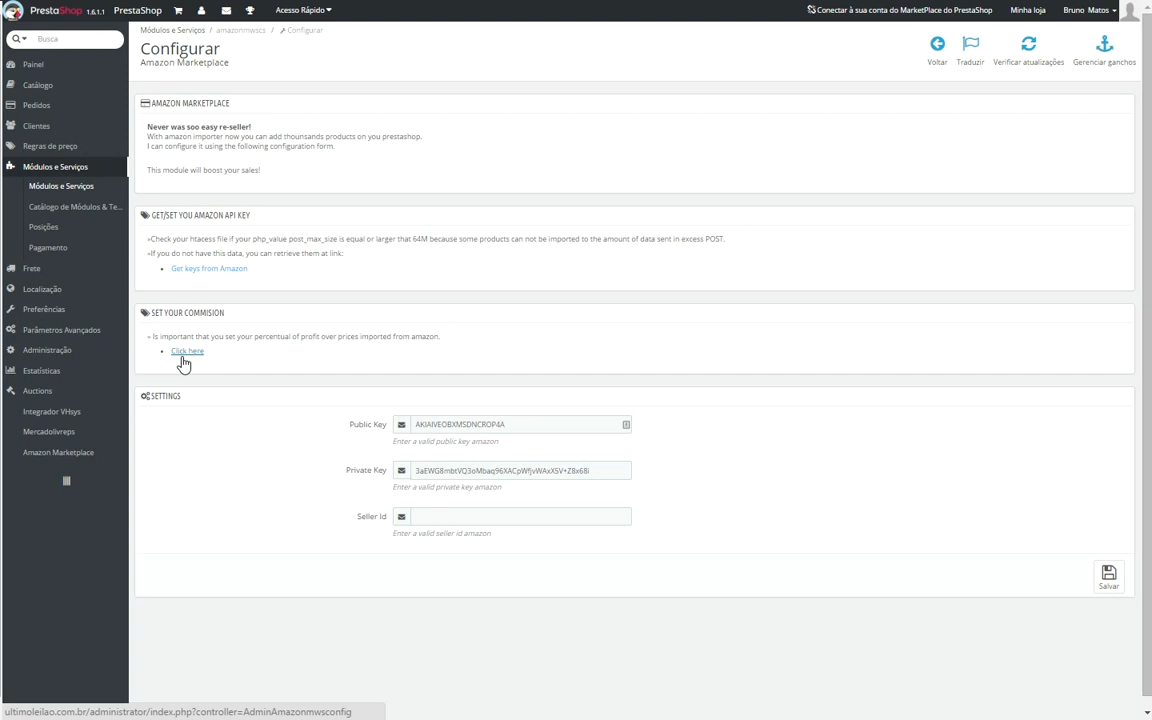 PrestaShop 1.6.1.1 PrestaShop Acesso Rápido Conectar à sua conta do MarketPlace do PrestaShop Minha loja Bruno Matos
Busca
Painel
Catálogo
Pedidos
Clientes
Regras de preço
Módulos e Serviços
Módulos e Serviços
Catálogo de Módulos & Te...
Posições
Pagamento
Frete
Localização
Preferências
Parâmetros Avançados
Administração
Estatísticas
Auctions
Integrador VHsys
Mercadolivreps
Amazon Marketplace
Módulos e Serviços / amazonmwscs / Configurar
Configurar
Amazon Marketplace
Voltar Traduzir Verificar atualizações Gerenciar ganchos
AMAZON MARKETPLACE
Never was soo easy re-seller!
With amazon importer now you can add thounsands products on you prestashop.
I can configure it using the following configuration form.
This module will boost your sales!
GET/SET YOU AMAZON API KEY
»Check your htacess file if your php_value post_max_size is equal or larger that 64M because some products can not be imported to the amount of data sent in excess POST.
»If you do not have this data, you can retrieve them at link:
• Get keys from Amazon
SET YOUR COMMISION
» Is important that you set your percentual of profit over prices imported from amazon.
• Click here
SETTINGS
Public Key AKIAIVEOBXMSDNCROP4A
Enter a valid public key amazon
Private Key 3aEWG8mbtVQ3oMbaq96XACpWfjvWAxXSV+Z8x68i
Enter a valid private key amazon
Seller Id
Enter a valid seller id amazon
Salvar
ultimoleilao.com.br/administrator/index.php?controller=AdminAmazonmwsconfig